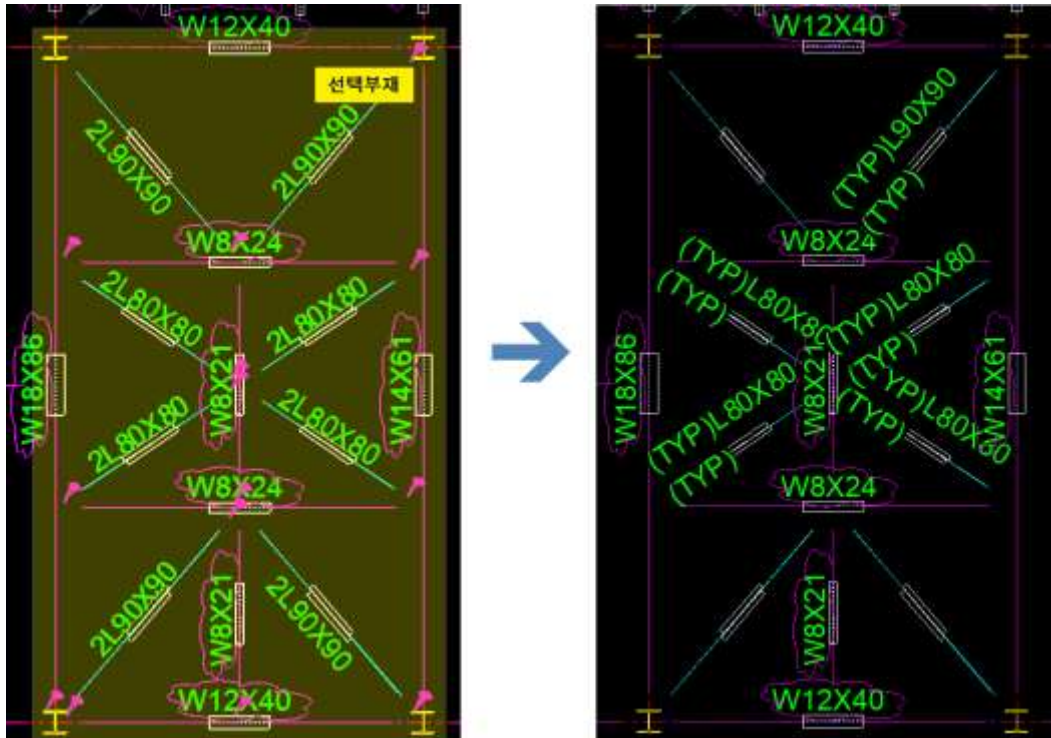 W12X40
선택부재
2L90X90
2L90X90
W8X24
2L80X80
2L80X80
W18X86
W8X21
W14X61
2L80X80
2L80X80
W8X24
2L90X90
W8X21
2L90X90
W12X40
W12X40
(TYP)L90X90
(TYP)
W8X24
(TYP)L80X80
(TYP)
(TYP)L80X80
(TYP)
W18X86
W8X21
W14X61
(TYP)L80X80
(TYP)
(TYP)L80X80
(TYP)
W8X24
W8X21
W12X40